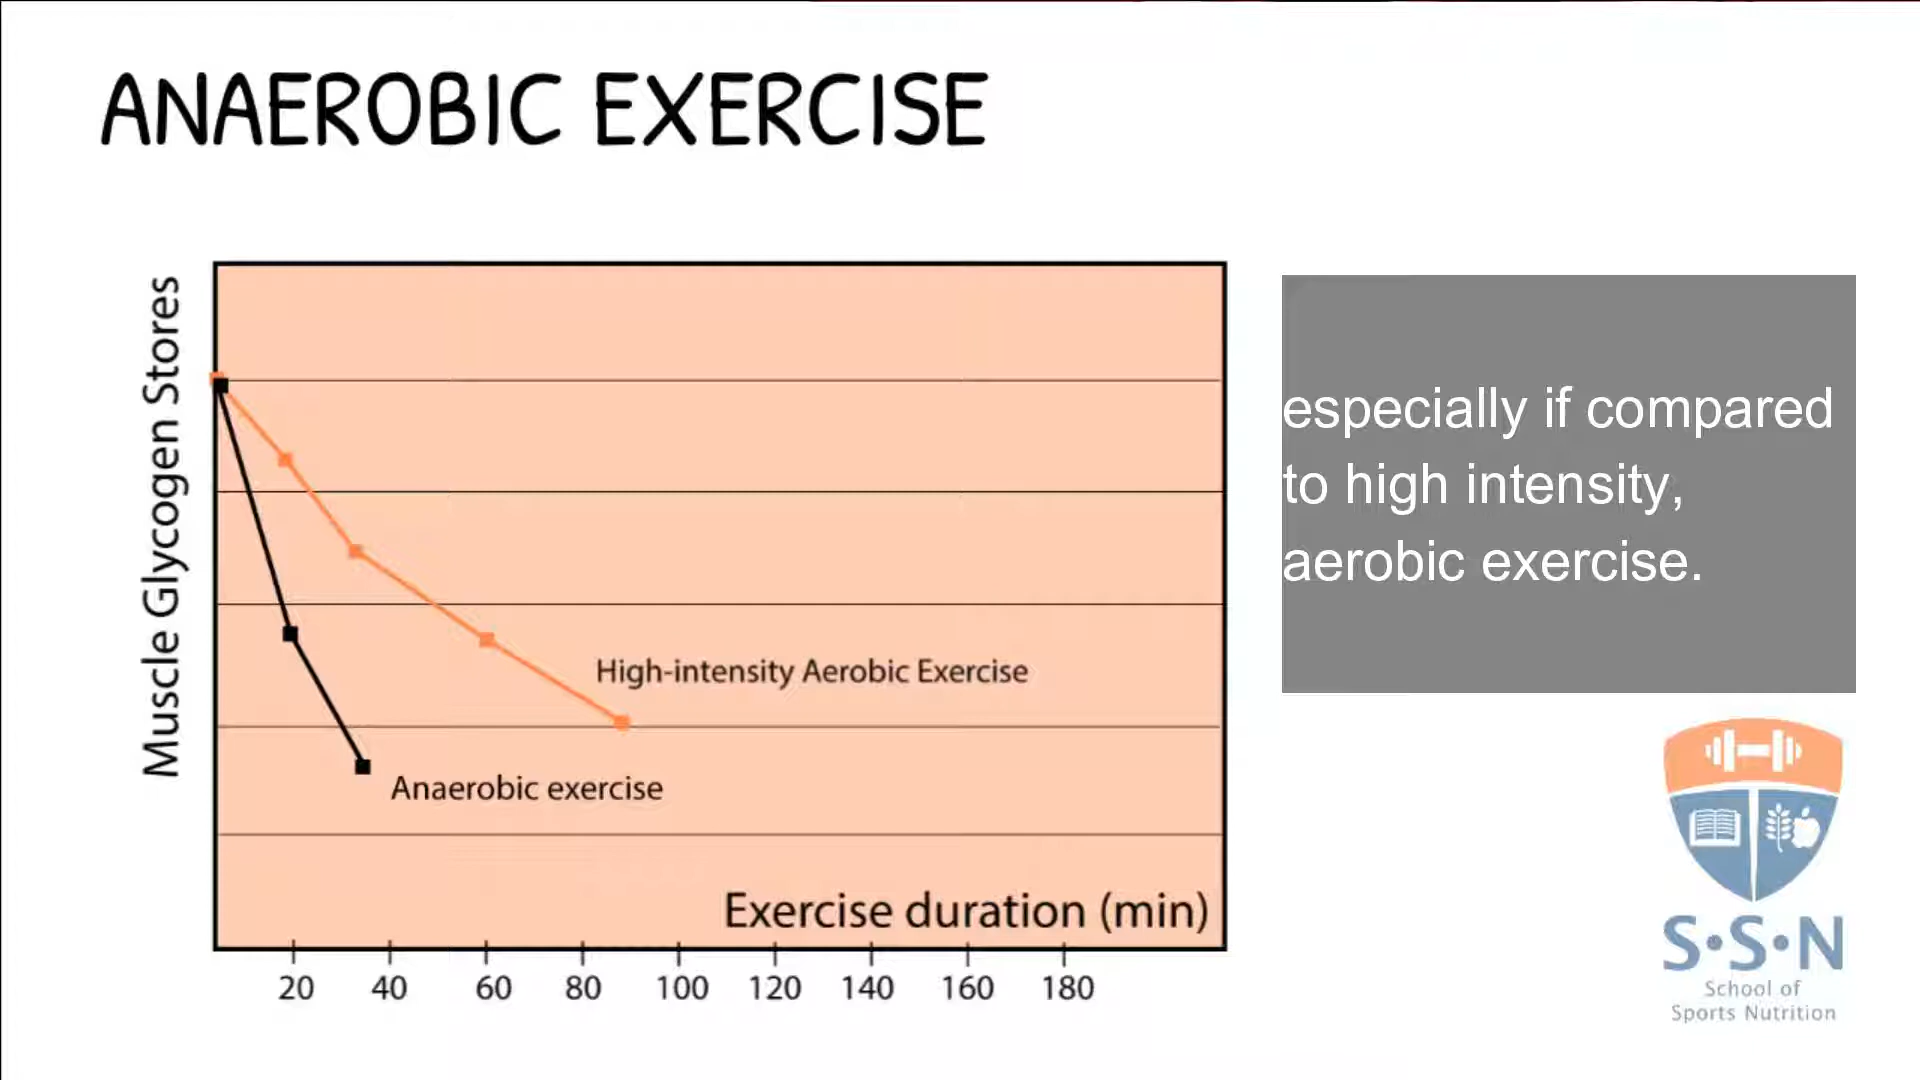 ANAEROBIC EXERCISE
Muscle Glycogen Stores
especially if compared
to high intensity,
aerobic exercise.
High-intensity Aerobic Exercise
Anaerobic exercise
Exercise duration (min)
20 40 60 80 100 120 140 160 180
S•S•N
School of
Sports Nutrition